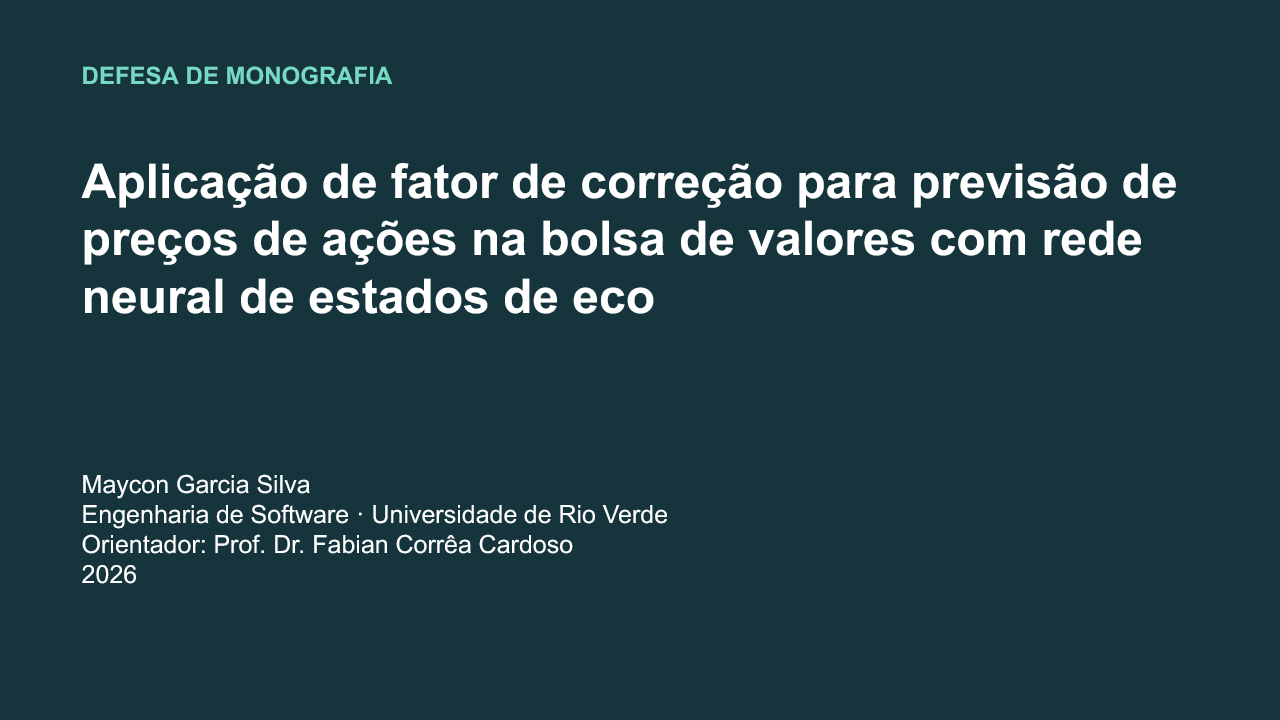 DEFESA DE MONOGRAFIA
Aplicação de fator de correção para previsão de
preços de ações na bolsa de valores com rede
neural de estados de eco
Maycon Garcia Silva
Engenharia de Software · Universidade de Rio Verde
Orientador: Prof. Dr. Fabian Corrêa Cardoso
2026